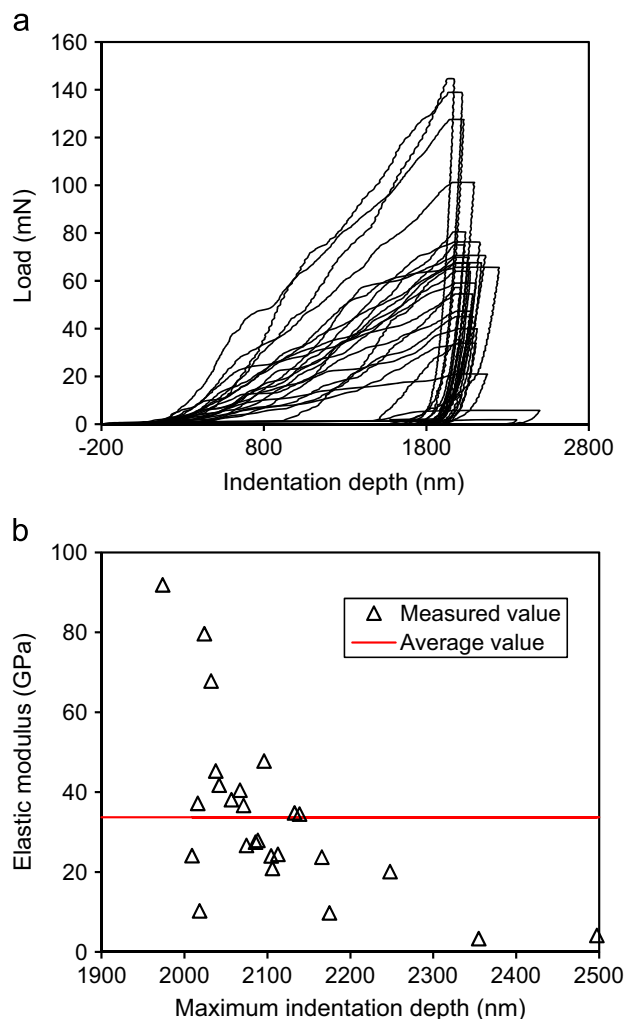 a
160
140
120
100
80
60
40
20
0
Load (mN)
-200 800 1800 2800
Indentation depth (nm)
b
100
80
60
40
20
0
Elastic modulus (GPa)
Measured value
Average value
1900 2000 2100 2200 2300 2400 2500
Maximum indentation depth (nm)